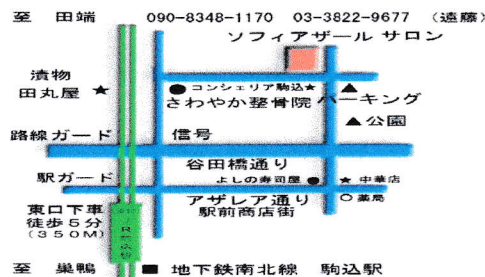 至 田端 090-8348-1170 03-3822-9677 (遠藤)
ソフィアザール サロン
漬物
田丸屋 ★
●コンシェリア駒込★ ▲
さわやか整骨院 パーキング
▲公園
路線ガード 信号
谷田橋通り
駅ガード よしの寿司屋● ★ 中華店
アザレア通り ○薬局
駅前商店街
東口下車
徒歩5分
(350M)
至 巣鴨 ■ 地下鉄南北線 駒込駅